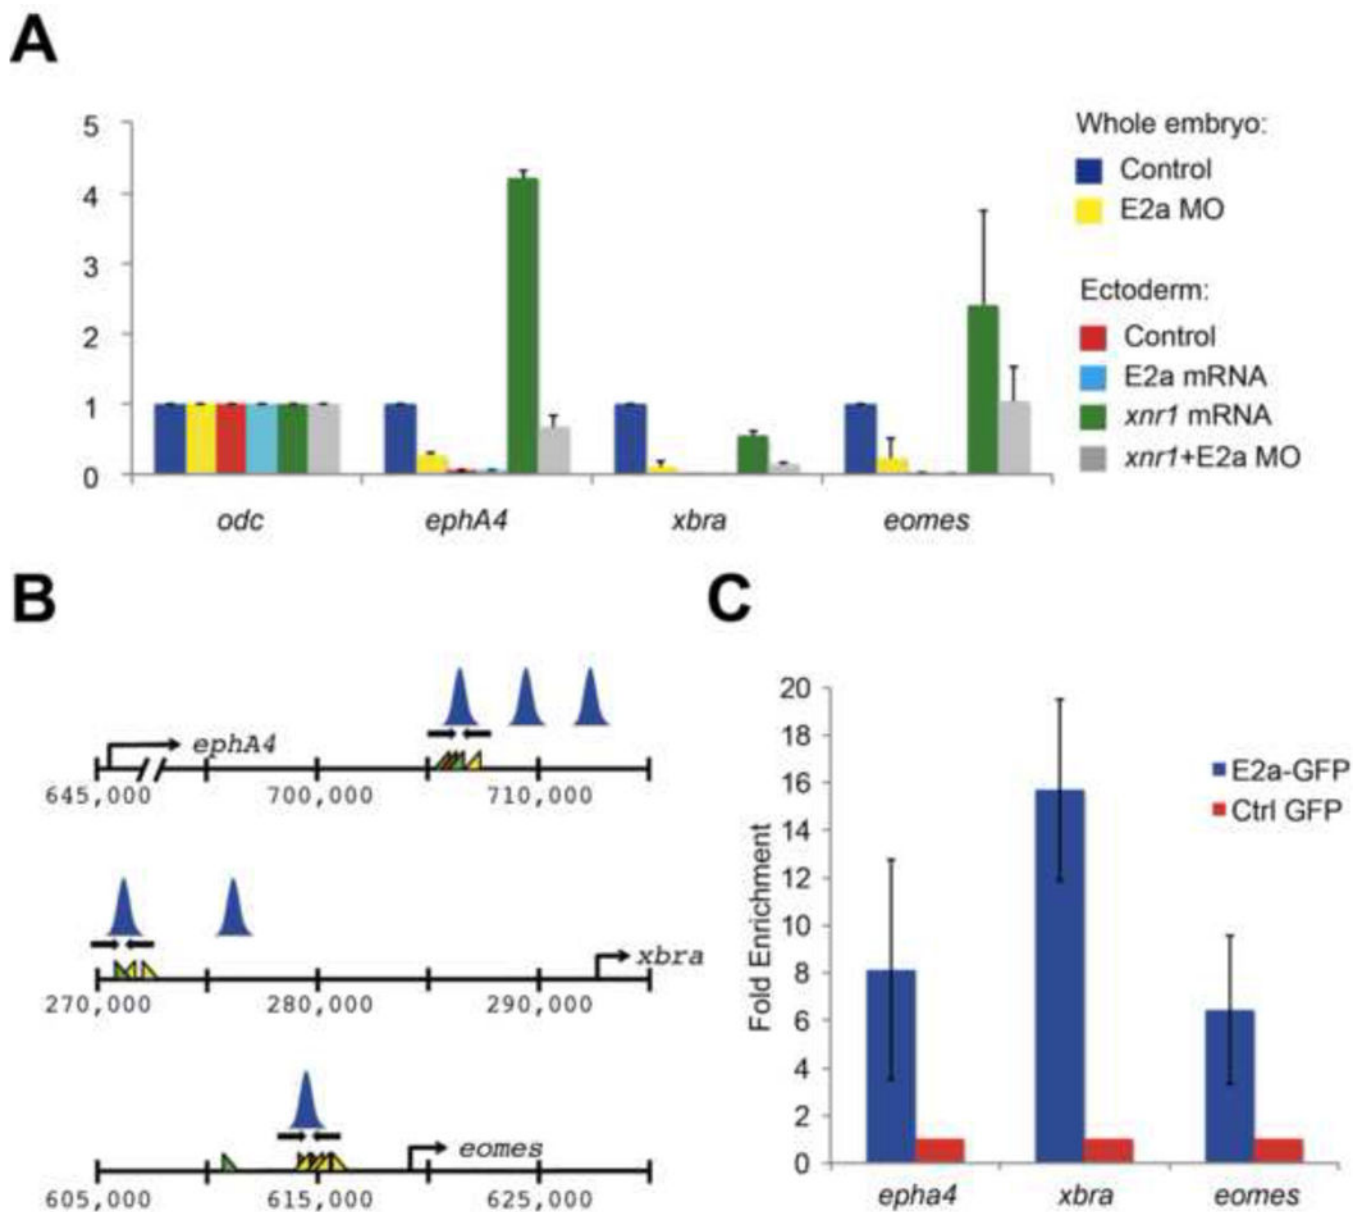 A
5
4
3
2
1
0
odc
ephA4
xbra
eomes
Whole embryo:
Control
E2a MO
Ectoderm:
Control
E2a mRNA
xnr1 mRNA
xnr1+E2a MO
B
ephA4
645,000 700,000 710,000
xbra
270,000 280,000 290,000
eomes
605,000 615,000 625,000
C
Fold Enrichment
20
18
16
14
12
10
8
6
4
2
0
epha4
xbra
eomes
E2a-GFP
Ctrl GFP